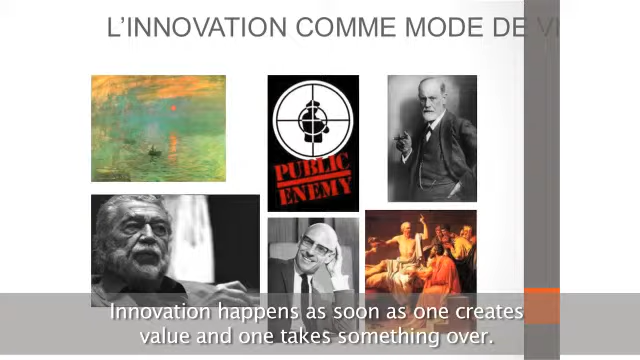 L’INNOVATION COMME MODE DE VI
PUBLIC
ENEMY
Innovation happens as soon as one creates
value and one takes something over.